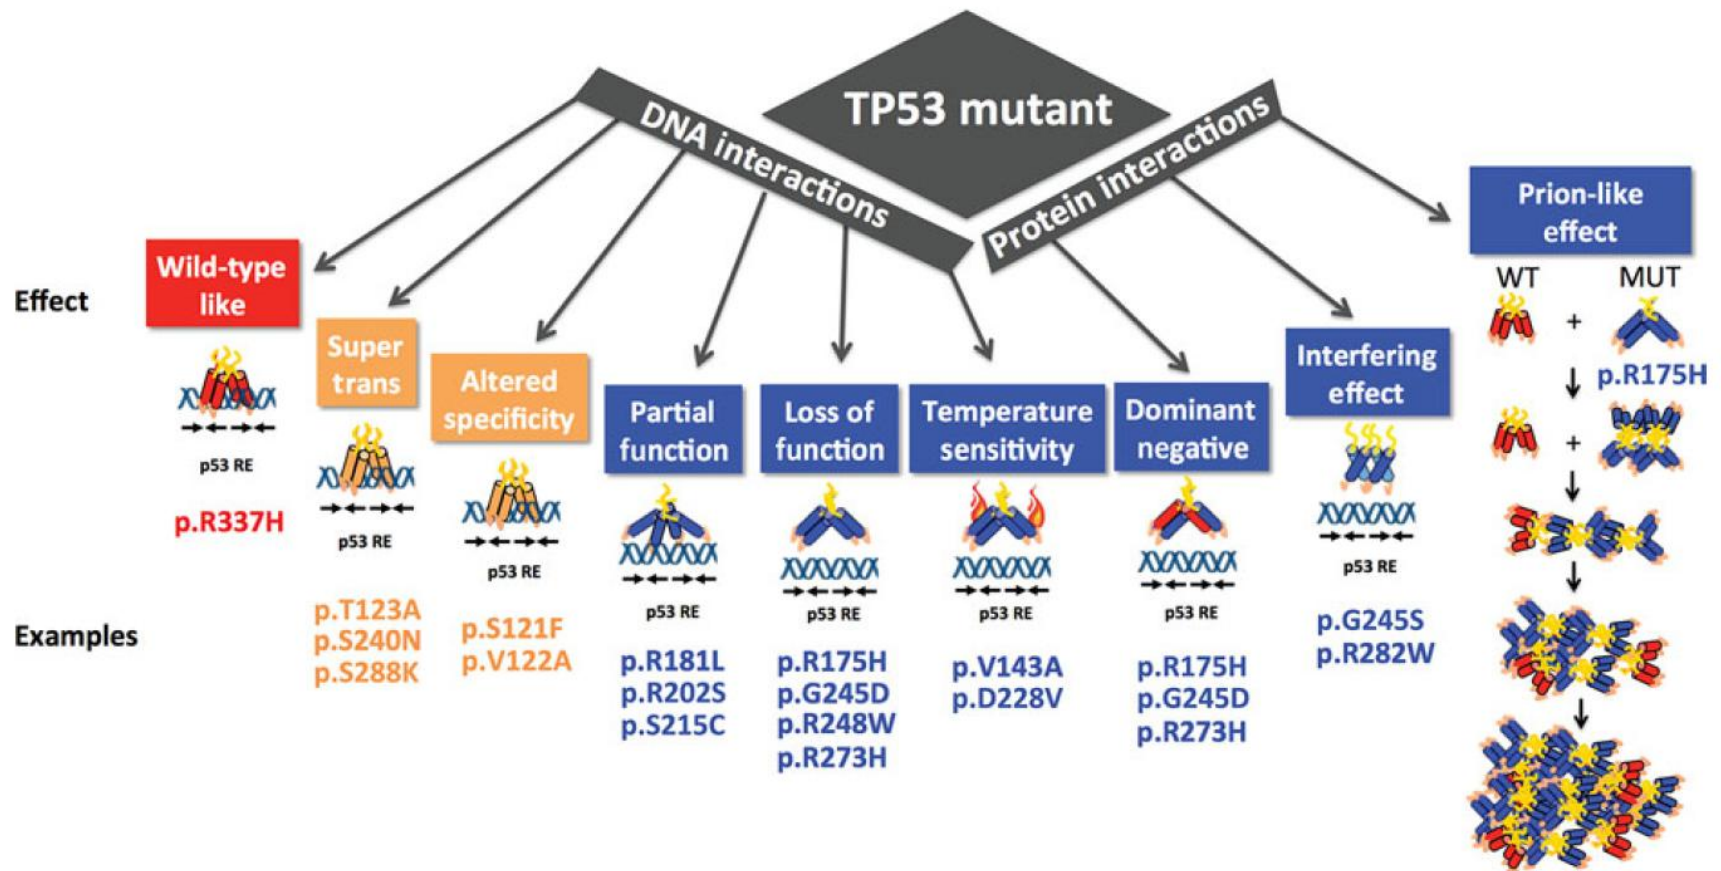 TP53 mutant
DNA interactions
Protein interactions
Effect
Wild-type
like
p53 RE
p.R337H
Super
trans
p53 RE
Altered
specificity
p53 RE
Partial
function
p53 RE
Loss of
function
p53 RE
Temperature
sensitivity
p53 RE
Dominant
negative
p53 RE
Interfering
effect
p53 RE
Prion-like
effect
WT
MUT
+
p.R175H
+
Examples
p.T123A
p.S240N
p.S288K
p.S121F
p.V122A
p.R181L
p.R202S
p.S215C
p.R175H
p.G245D
p.R248W
p.R273H
p.V143A
p.D228V
p.R175H
p.G245D
p.R273H
p.G245S
p.R282W